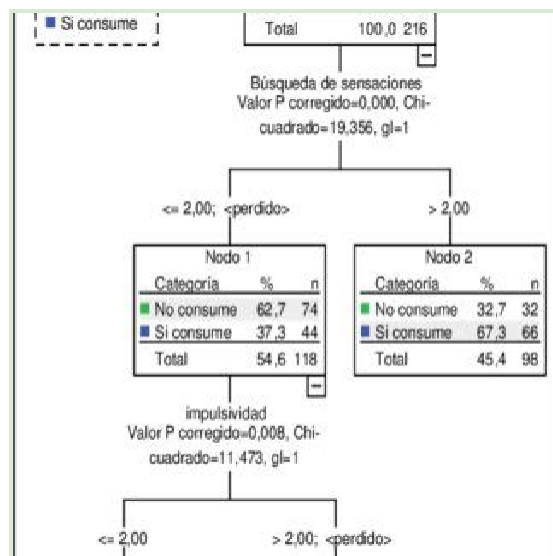 Si consume
Total 100,0 216
Búsqueda de sensaciones
Valor P corregido=0,000, Chi-
cuadrado=19,356, gl=1
<= 2,00; <perdido>
> 2,00
Nodo 1
Categoría % n
No consume 62,7 74
Si consume 37,3 44
Total 54,6 118
Nodo 2
Categoría % n
No consume 32,7 32
Si consume 67,3 66
Total 45,4 98
impulsividad
Valor P corregido=0,008, Chi-
cuadrado=11,473, gl=1
<= 2,00
> 2,00; <perdido>